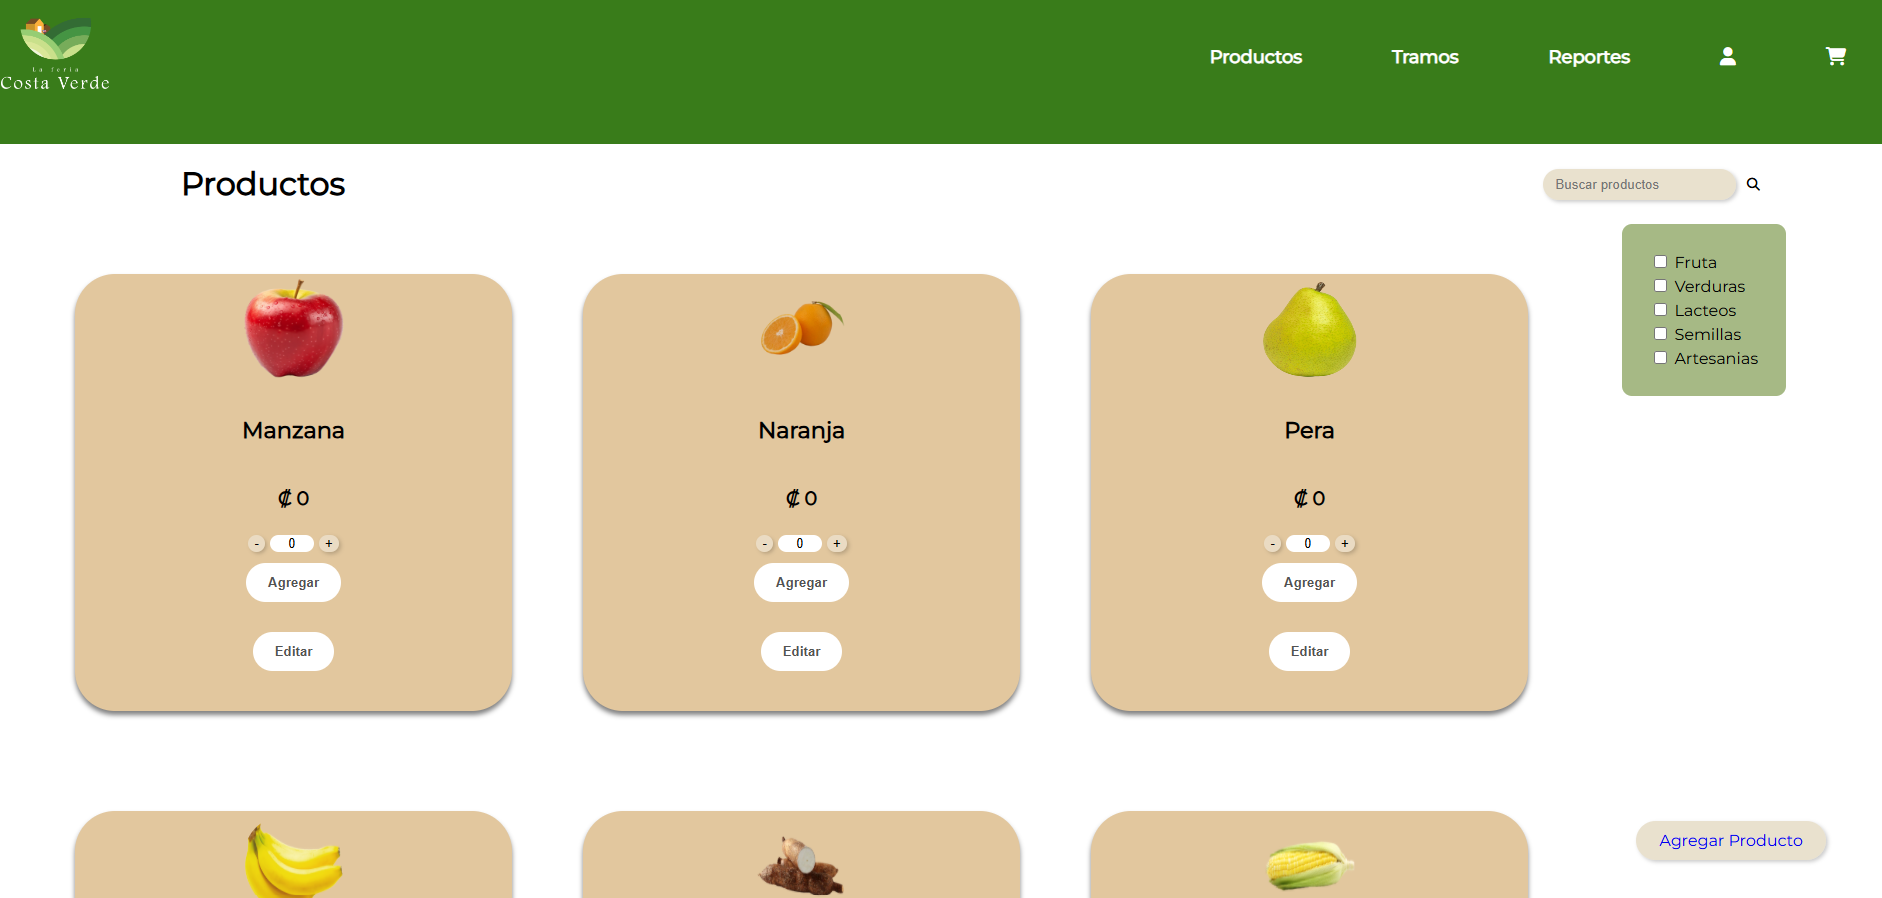 La feria
Costa Verde
Productos
Tramos
Reportes
Productos
Buscar productos
Fruta
Verduras
Lacteos
Semillas
Artesanias
Manzana
₡ 0
- 0 +
Agregar
Editar
Naranja
₡ 0
- 0 +
Agregar
Editar
Pera
₡ 0
- 0 +
Agregar
Editar
Agregar Producto